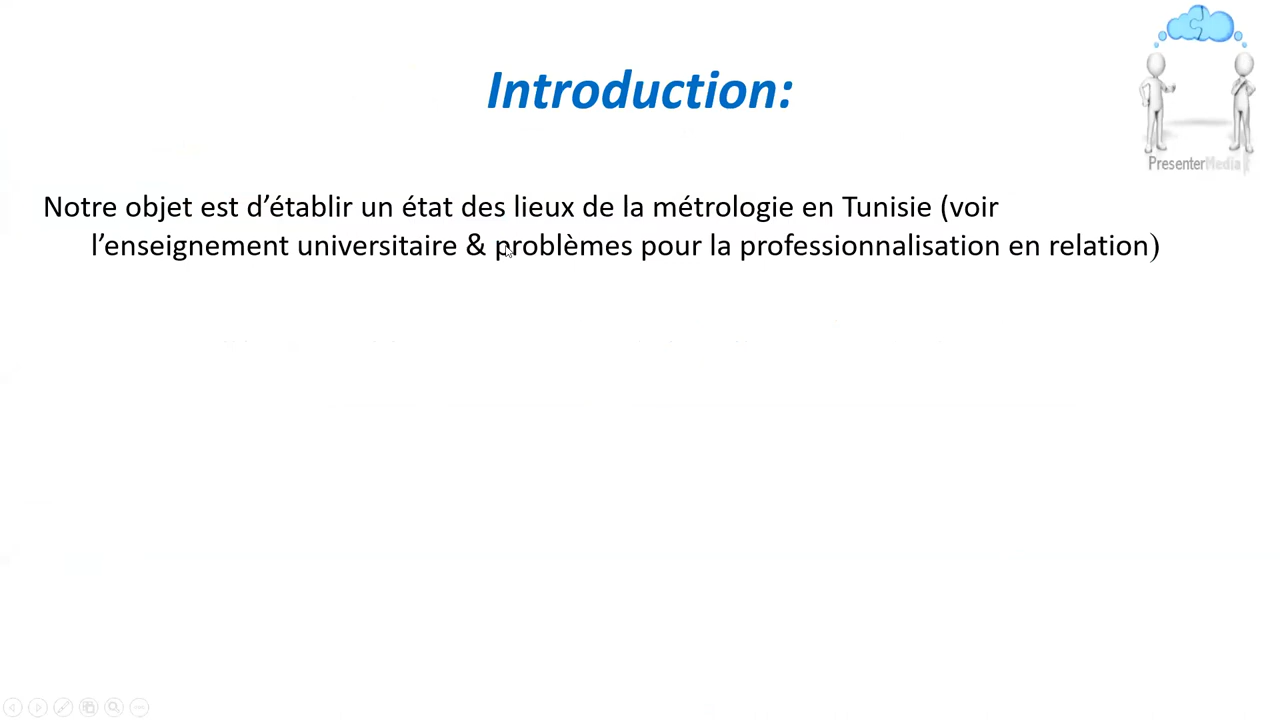 Introduction:
PresenterMedia
Notre objet est d’établir un état des lieux de la métrologie en Tunisie (voir
l’enseignement universitaire & problèmes pour la professionnalisation en relation)